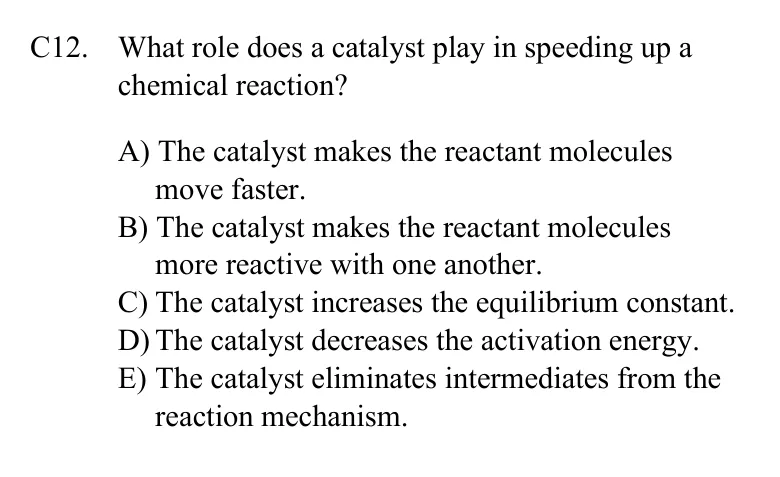 C12. What role does a catalyst play in speeding up a
chemical reaction?
A) The catalyst makes the reactant molecules
move faster.
B) The catalyst makes the reactant molecules
more reactive with one another.
C) The catalyst increases the equilibrium constant.
D) The catalyst decreases the activation energy.
E) The catalyst eliminates intermediates from the
reaction mechanism.